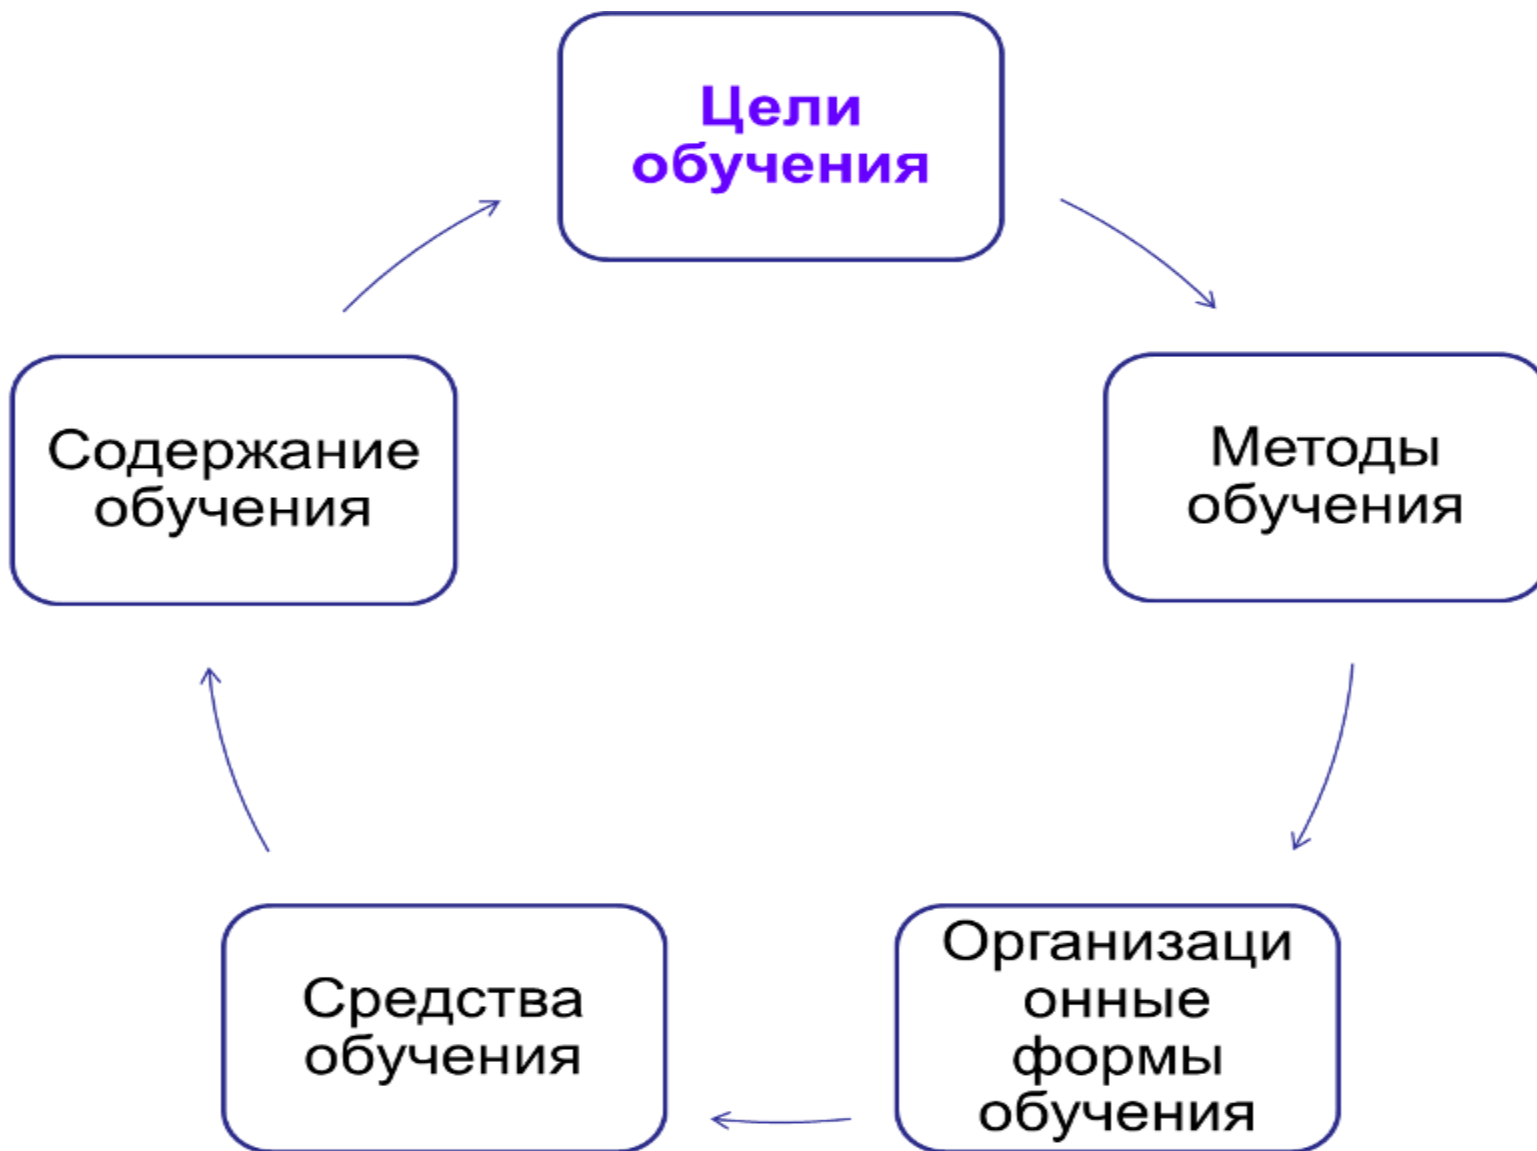 Цели
обучения
Методы
обучения
Организаци
онные
формы
обучения
Средства
обучения
Содержание
обучения